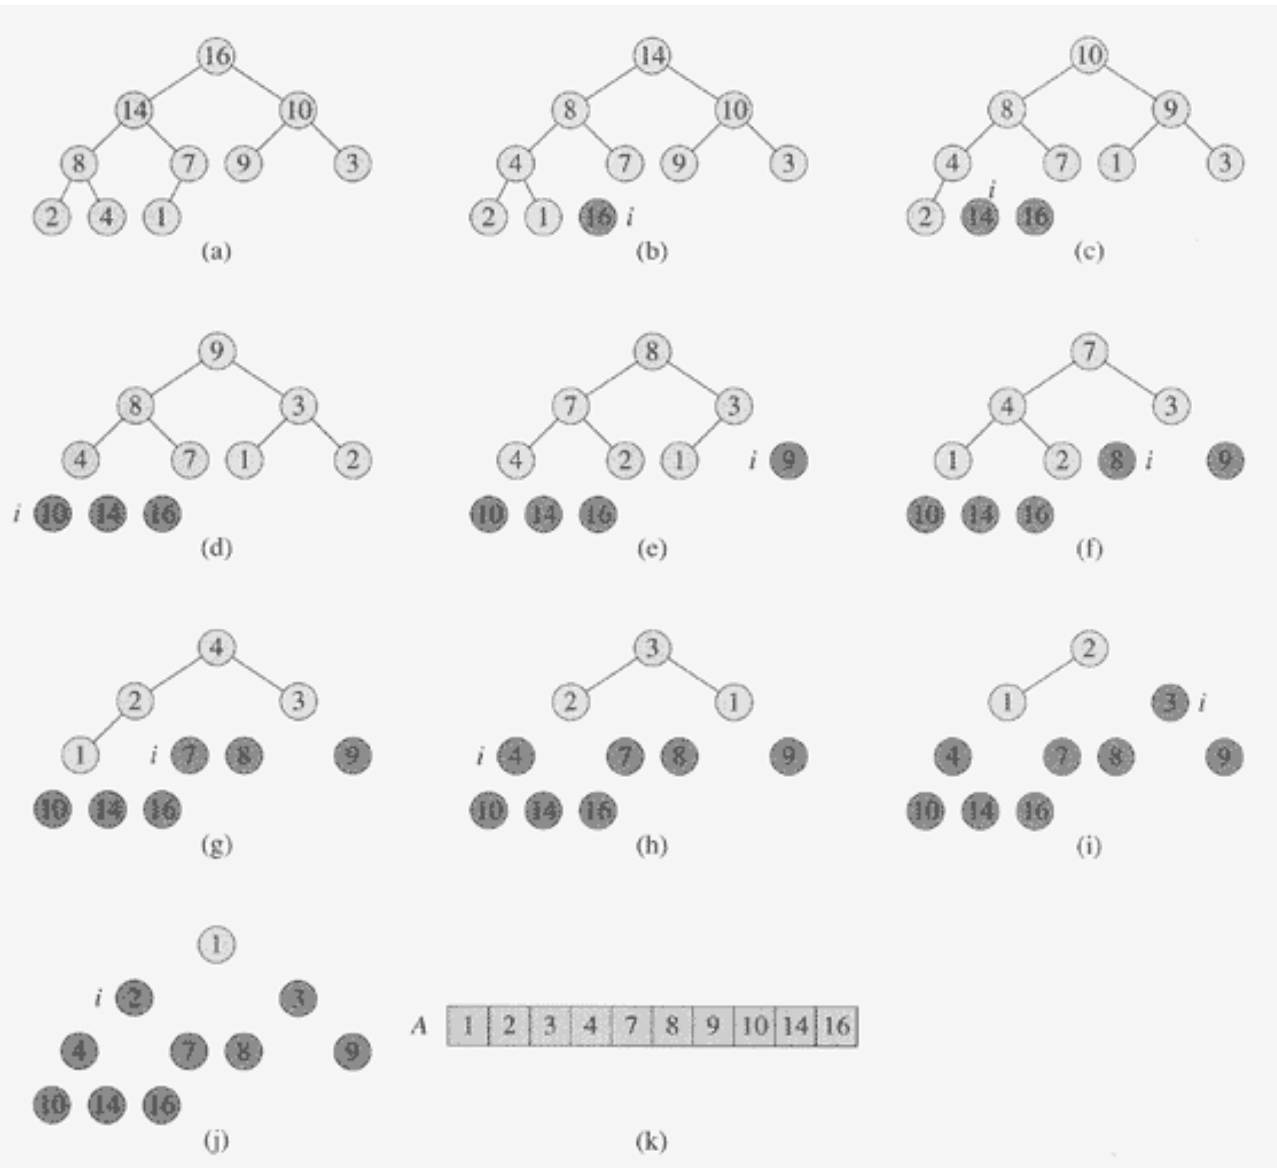 16 14 10
14 10 8 10 8 9
8 7 9 3 4 7 9 3 4 7 1 3
i
2 4 1 2 1 16 i 2 14 16
(a) (b) (c)
9 8 7
8 3 7 3 4 3
4 7 1 2 4 2 1 i 9 1 2 8 i 9
i 10 14 16 10 14 16 10 14 16
(d) (e) (f)
4 3 2
2 3 2 1 1 3 i
1 i 7 8 9 i 4 7 8 9 4 7 8 9
10 14 16 10 14 16 10 14 16
(g) (h) (i)
1
i 2 3
A 1 2 3 4 7 8 9 10 14 16
4 7 8 9
10 14 16
(j) (k)